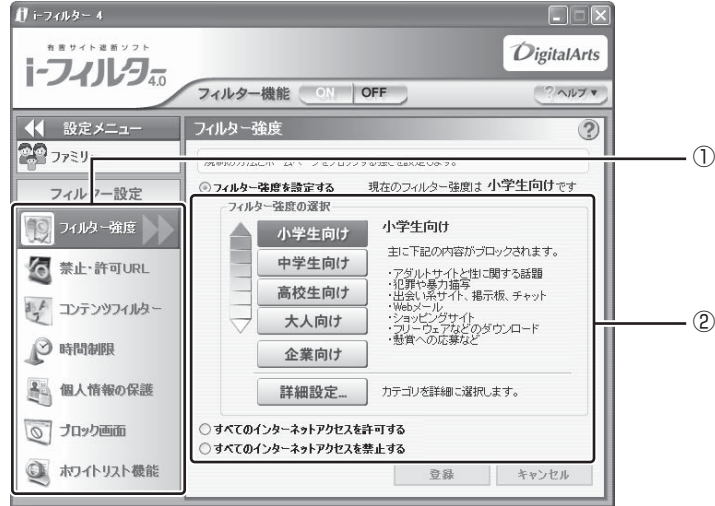 i-フィルター 4
有害サイト遮断ソフト
i-フィルター 4.0
DigitalArts
フィルター機能 ON OFF
? ヘルプ ▼
設定メニュー
フィルター強度
?
ファミリー
①
フィルター設定
フィルター強度を設定する 現在のフィルター強度は 小学生向けです
フィルター強度
禁止・許可URL
コンテンツフィルター
時間制限
個人情報の保護
ブロック画面
ホワイトリスト機能
フィルター強度の選択
小学生向け
中学生向け
高校生向け
大人向け
企業向け
詳細設定...
小学生向け
主に下記の内容がブロックされます。
・アダルトサイトと性に関する話題
・犯罪や暴力描写
・出会い系サイト、掲示板、チャット
・Webメール
・ショッピングサイト
・フリーウェアなどのダウンロード
・懸賞への応募など
カテゴリを詳細に選択します。
②
すべてのインターネットアクセスを許可する
すべてのインターネットアクセスを禁止する
登録
キャンセル